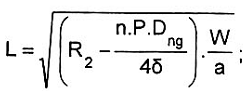 L = √((R₂ − n.P.D_ng / 4δ) . W / a) ;